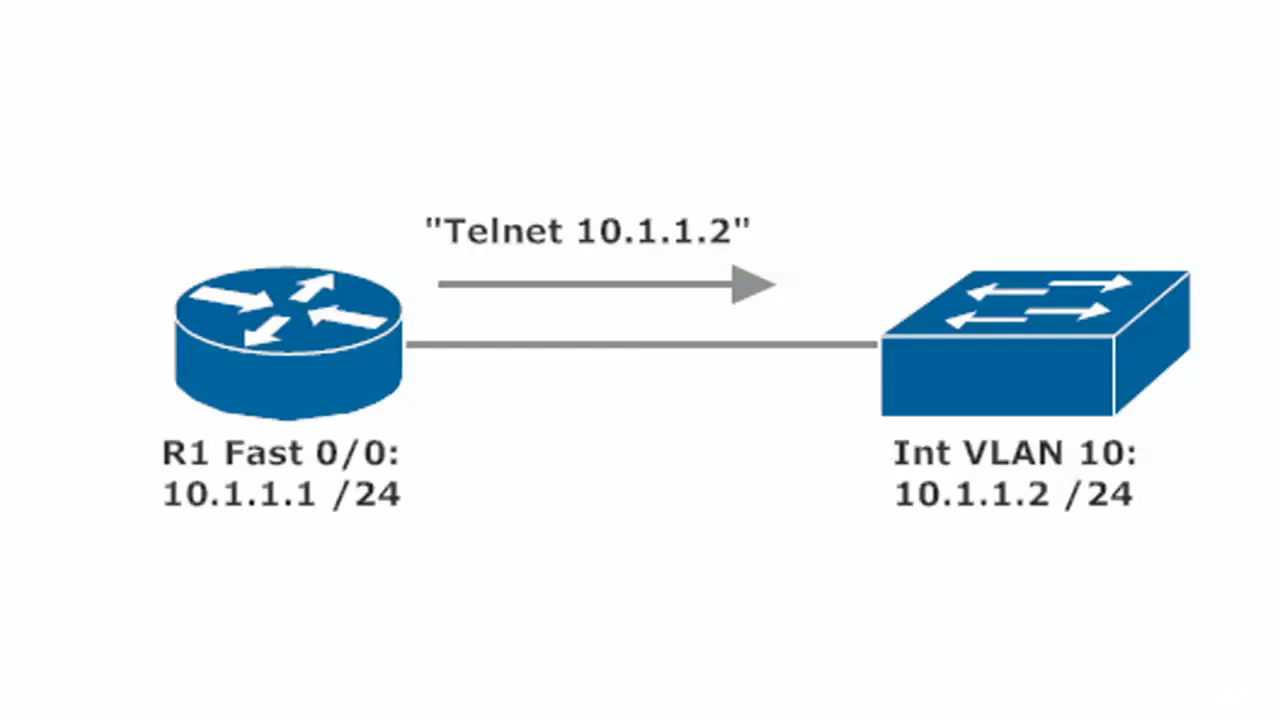 "Telnet 10.1.1.2"
R1 Fast 0/0:
10.1.1.1 /24
Int VLAN 10:
10.1.1.2 /24